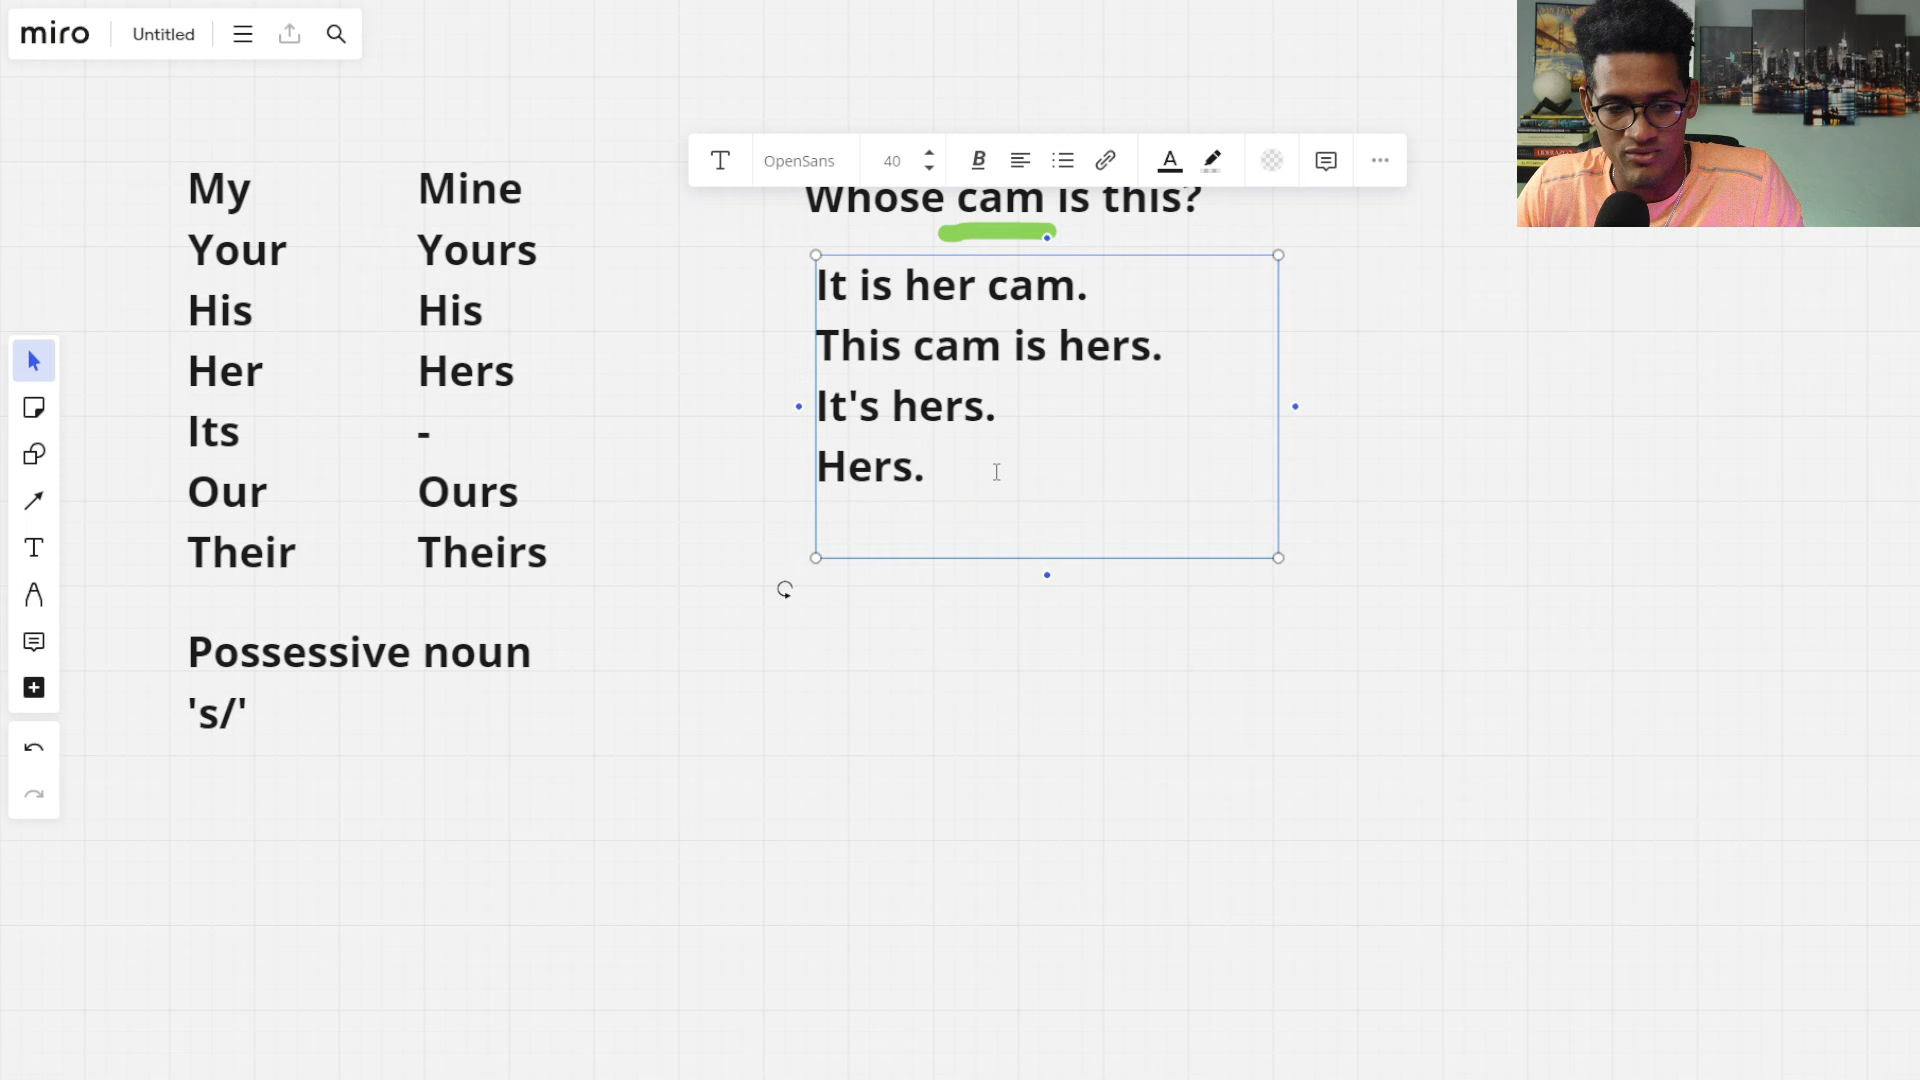 miro
Untitled
OpenSans
40
My
Mine
Your
Yours
His
His
Her
Hers
Its
-
Our
Ours
Their
Theirs
Possessive noun
's/'
Whose cam is this?
It is her cam.
This cam is hers.
It's hers.
Hers.